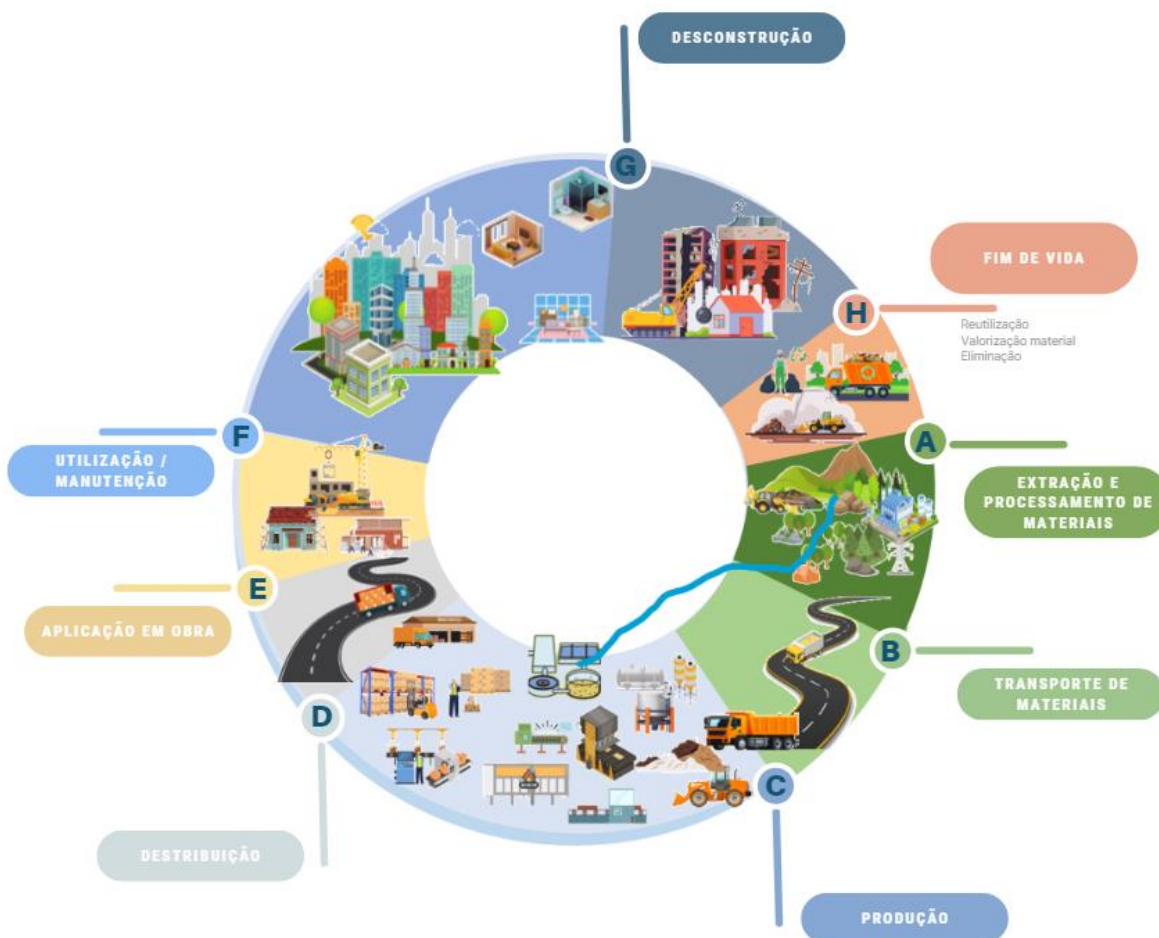 DESCONSTRUÇÃO
G
FIM DE VIDA
H
Reutilização
Valorização material
Eliminação
A
EXTRAÇÃO E
PROCESSAMENTO DE
MATERIAIS
F
UTILIZAÇÃO /
MANUTENÇÃO
E
APLICAÇÃO EM OBRA
B
TRANSPORTE DE
MATERIAIS
D
DESTRIBUIÇÃO
C
PRODUÇÃO